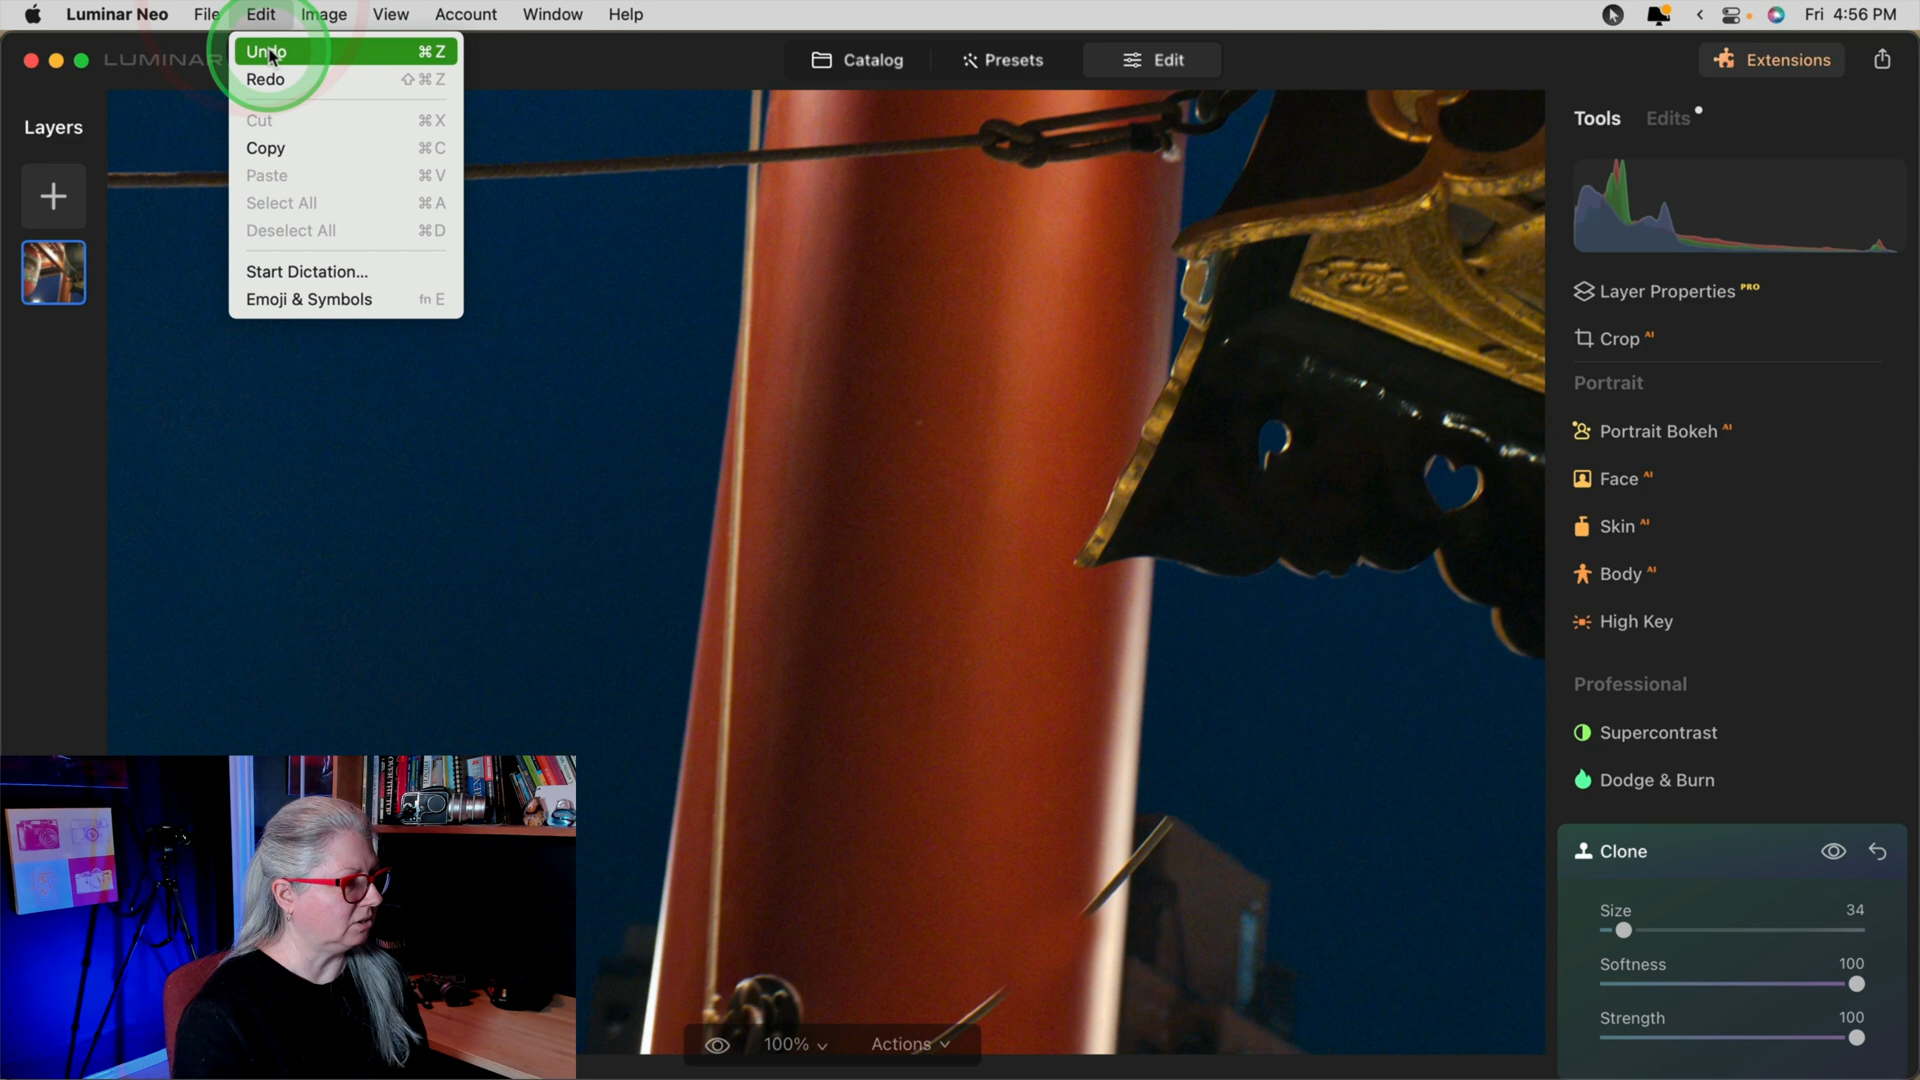 Luminar Neo File Edit Image View Account Window Help Fri 4:56 PM
LUMINAR
Undo ⌘ Z
Redo ⇧ ⌘ Z
Cut ⌘ X
Copy ⌘ C
Paste ⌘ V
Select All ⌘ A
Deselect All ⌘ D
Start Dictation...
Emoji & Symbols fn E
Catalog Presets Edit
Extensions
Layers
Tools Edits
Layer Properties PRO
Crop AI
Portrait
Portrait Bokeh AI
Face AI
Skin AI
Body AI
High Key
Professional
Supercontrast
Dodge & Burn
Clone
Size 34
Softness 100
Strength 100
100% Actions